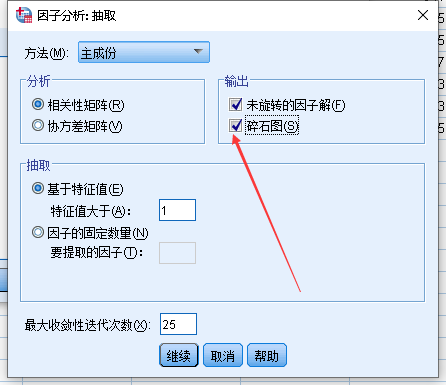 因子分析: 抽取
方法(M): 主成份
分析
相关性矩阵(R)
协方差矩阵(V)
输出
未旋转的因子解(F)
碎石图(S)
抽取
基于特征值(E)
特征值大于(A): 1
因子的固定数量(N)
要提取的因子(T):
最大收敛性迭代次数(X): 25
继续 取消 帮助